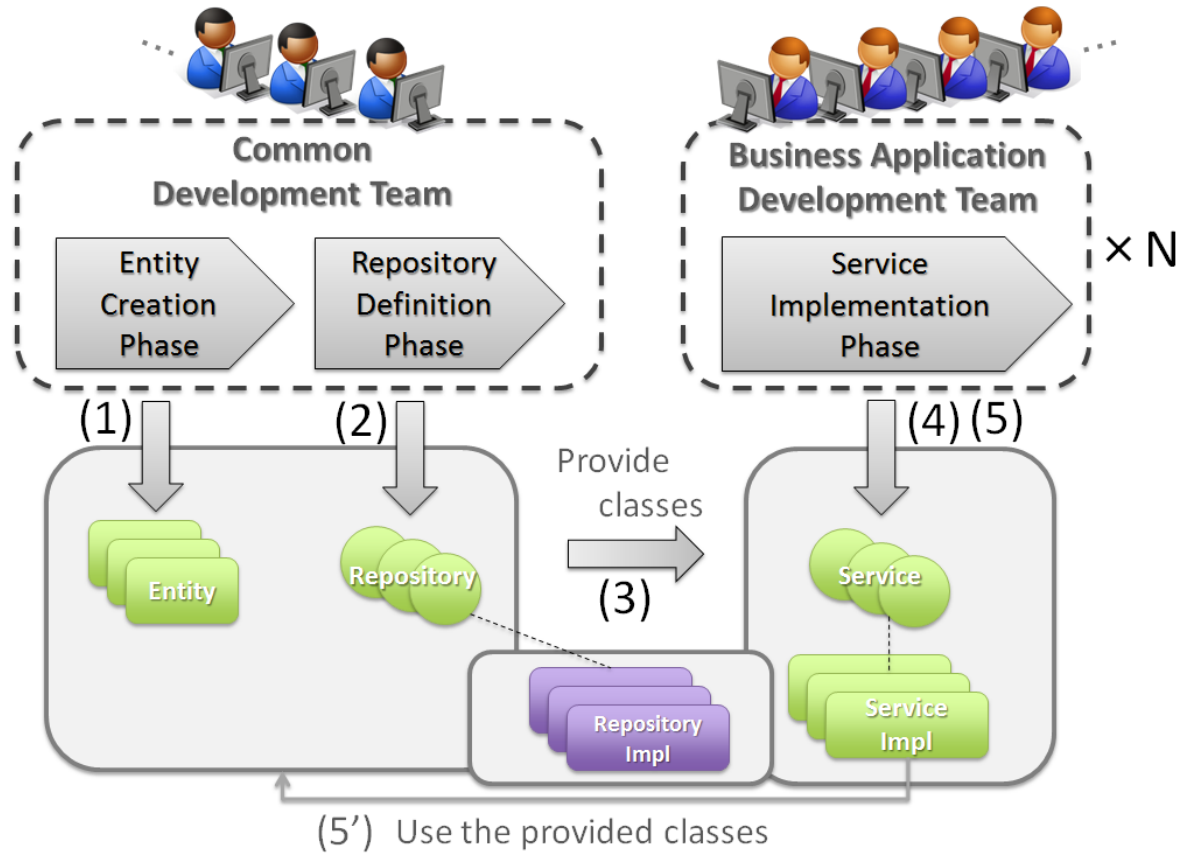 Common
Development Team
Business Application
Development Team
Entity
Creation
Phase
Repository
Definition
Phase
Service
Implementation
Phase
× N
(1)
(2)
(4) (5)
Provide
classes
(3)
Entity
Repository
Service
Repository
Impl
Service
Impl
(5’) Use the provided classes